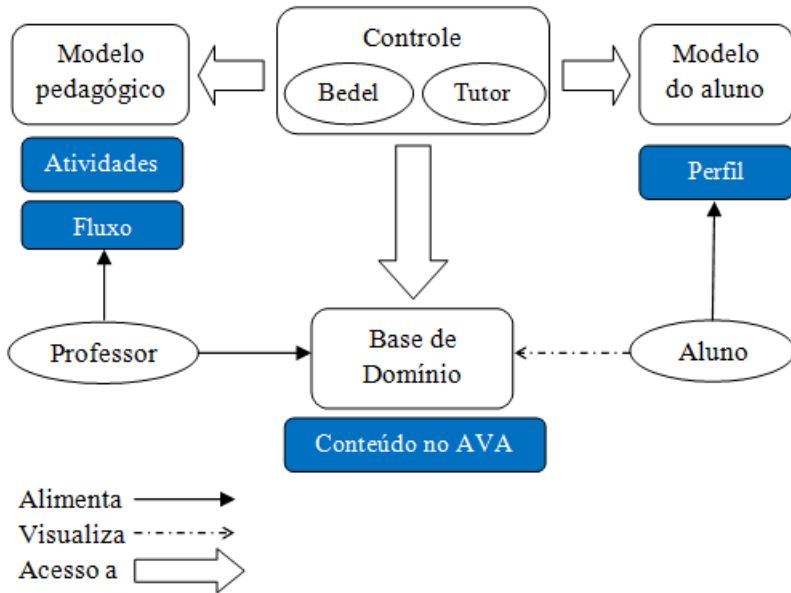 Modelo
pedagógico
Controle
Bedel
Tutor
Modelo
do aluno
Atividades
Fluxo
Perfil
Professor
Base de
Domínio
Aluno
Conteúdo no AVA
Alimenta
Visualiza
Acesso a